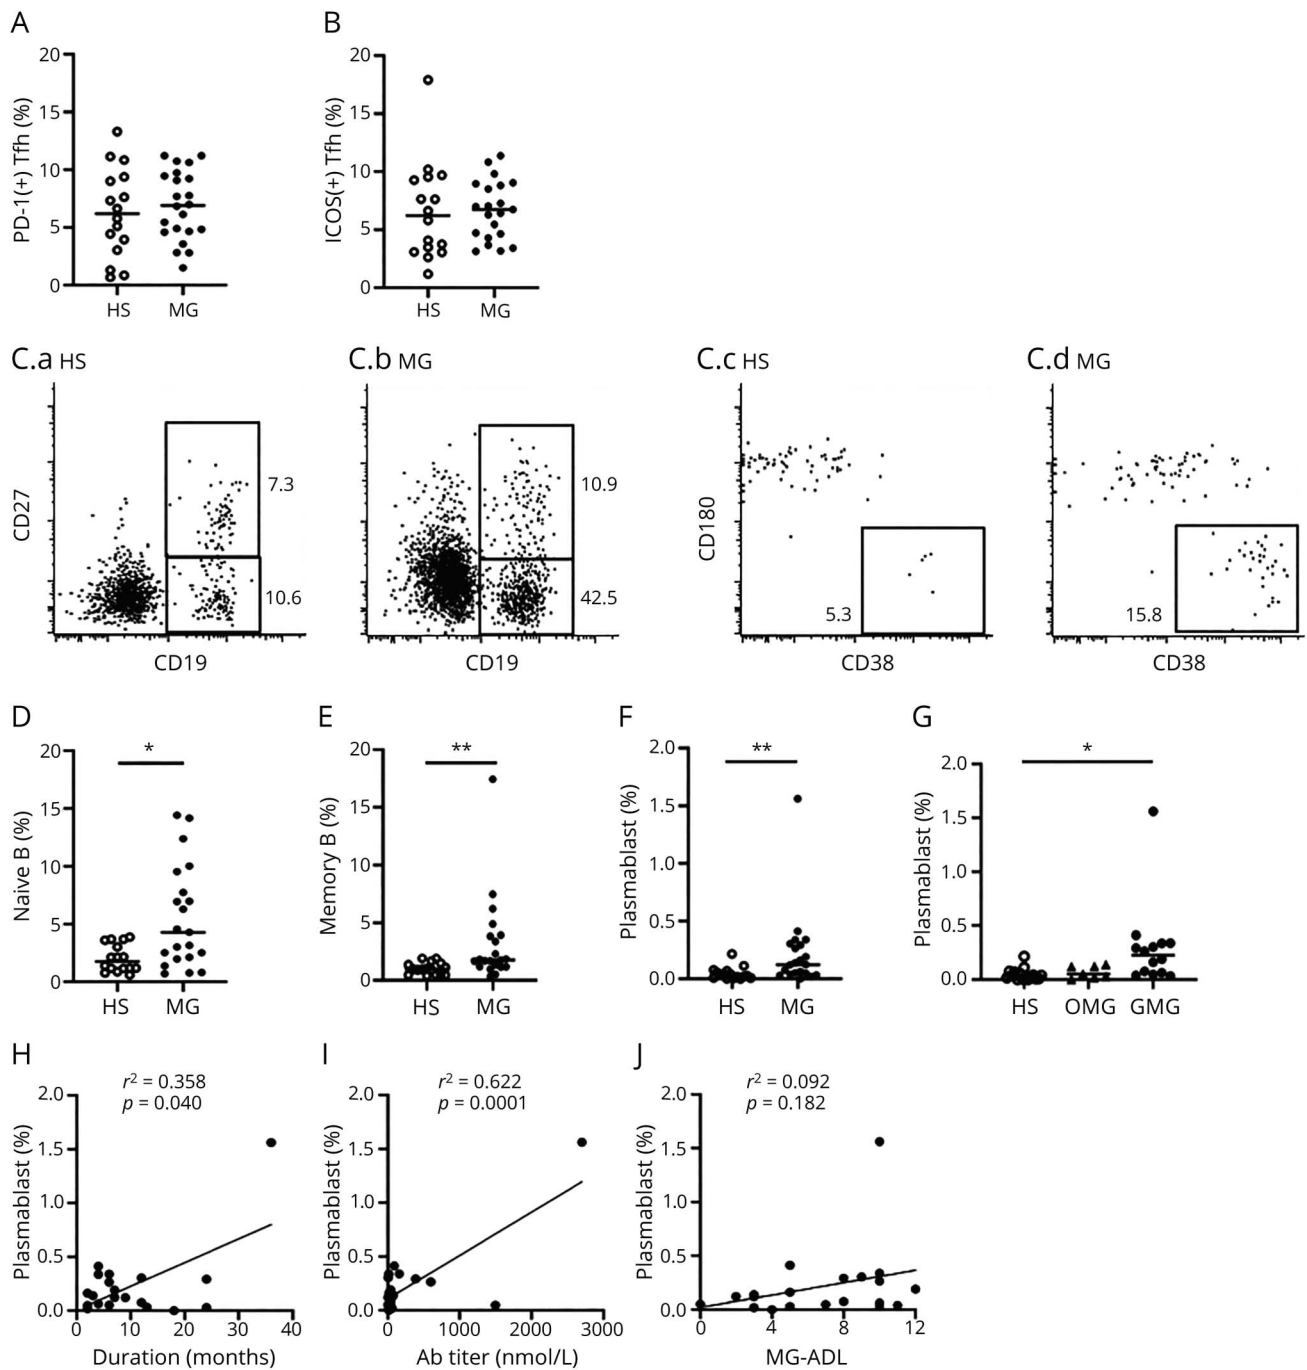 A
B
20
15
10
5
0
PD-1(+) Tfh (%)
HS
MG
20
15
10
5
0
ICOS(+) Tfh (%)
HS
MG
C.a HS
C.b MG
C.c HS
C.d MG
CD27
7.3
10.6
CD19
10.9
42.5
CD19
CD180
5.3
CD38
15.8
CD38
D
E
F
G
20
15
10
5
0
Naive B (%)
*
HS
MG
20
15
10
5
0
Memory B (%)
**
HS
MG
2.0
1.5
1.0
0.5
0.0
Plasmablast (%)
**
HS
MG
2.0
1.5
1.0
0.5
0.0
Plasmablast (%)
*
HS
OMG
GMG
H
I
J
r² = 0.358
p = 0.040
2.0
1.5
1.0
0.5
0.0
Plasmablast (%)
0
10
20
30
40
Duration (months)
r² = 0.622
p = 0.0001
2.0
1.5
1.0
0.5
0.0
Plasmablast (%)
0
1000
2000
3000
Ab titer (nmol/L)
r² = 0.092
p = 0.182
2.0
1.5
1.0
0.5
0.0
Plasmablast (%)
0
4
8
12
MG-ADL